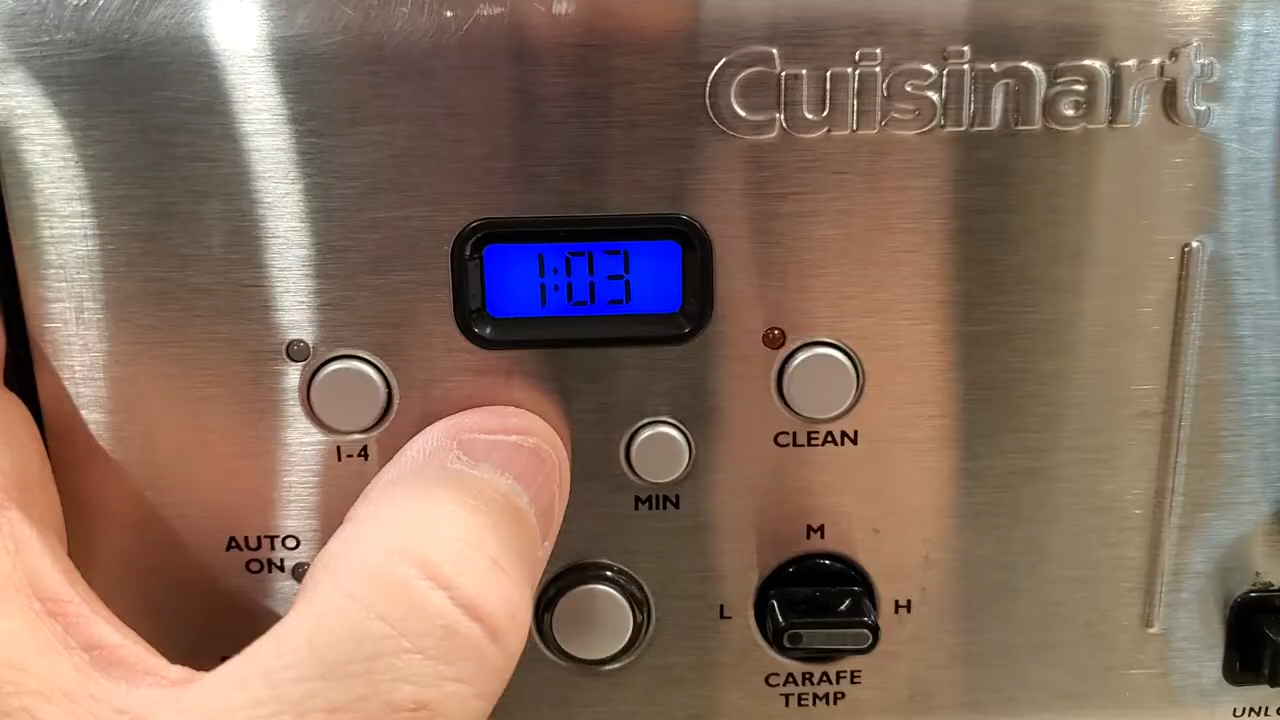 Cuisinart
1:03
1-4
CLEAN
MIN
AUTO
ON
M
L
H
CARAFE
TEMP